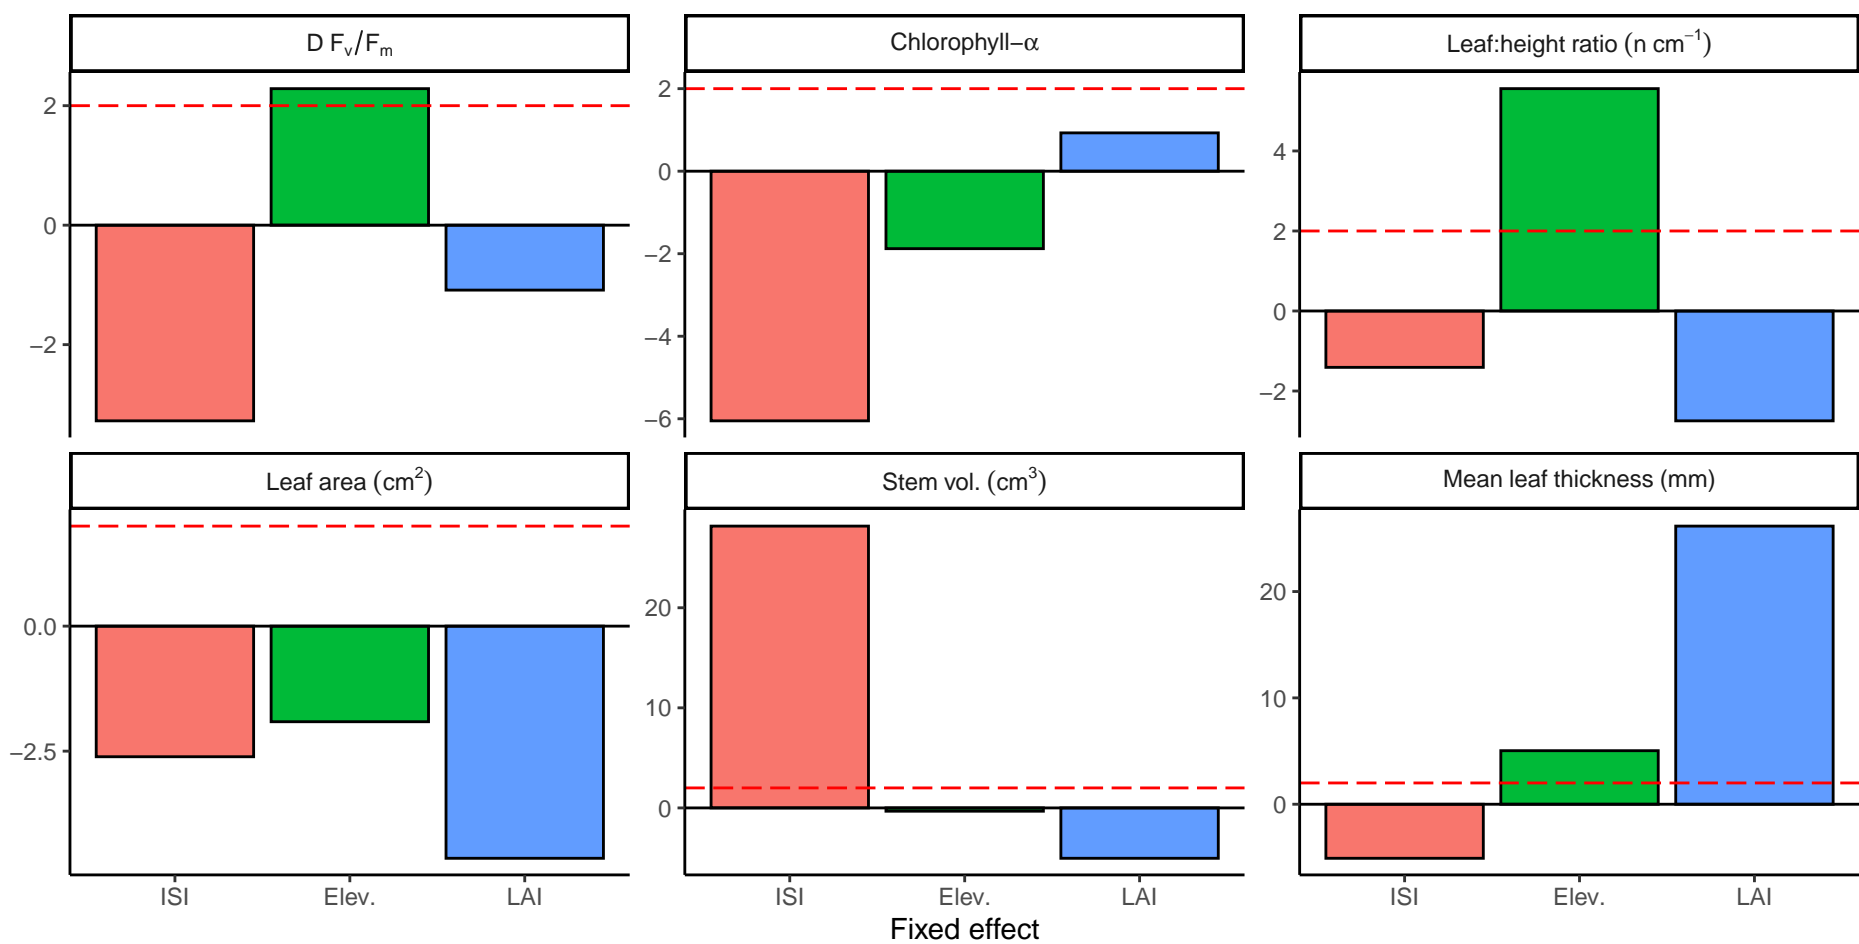 D Fᵥ/Fₘ
Chlorophyll−α
Leaf:height ratio (n cm⁻¹)
2
0
−2
2
0
−2
−4
−6
4
2
0
−2
Leaf area (cm²)
Stem vol. (cm³)
Mean leaf thickness (mm)
0.0
−2.5
20
10
0
20
10
0
ISI Elev. LAI
ISI Elev. LAI
ISI Elev. LAI
Fixed effect